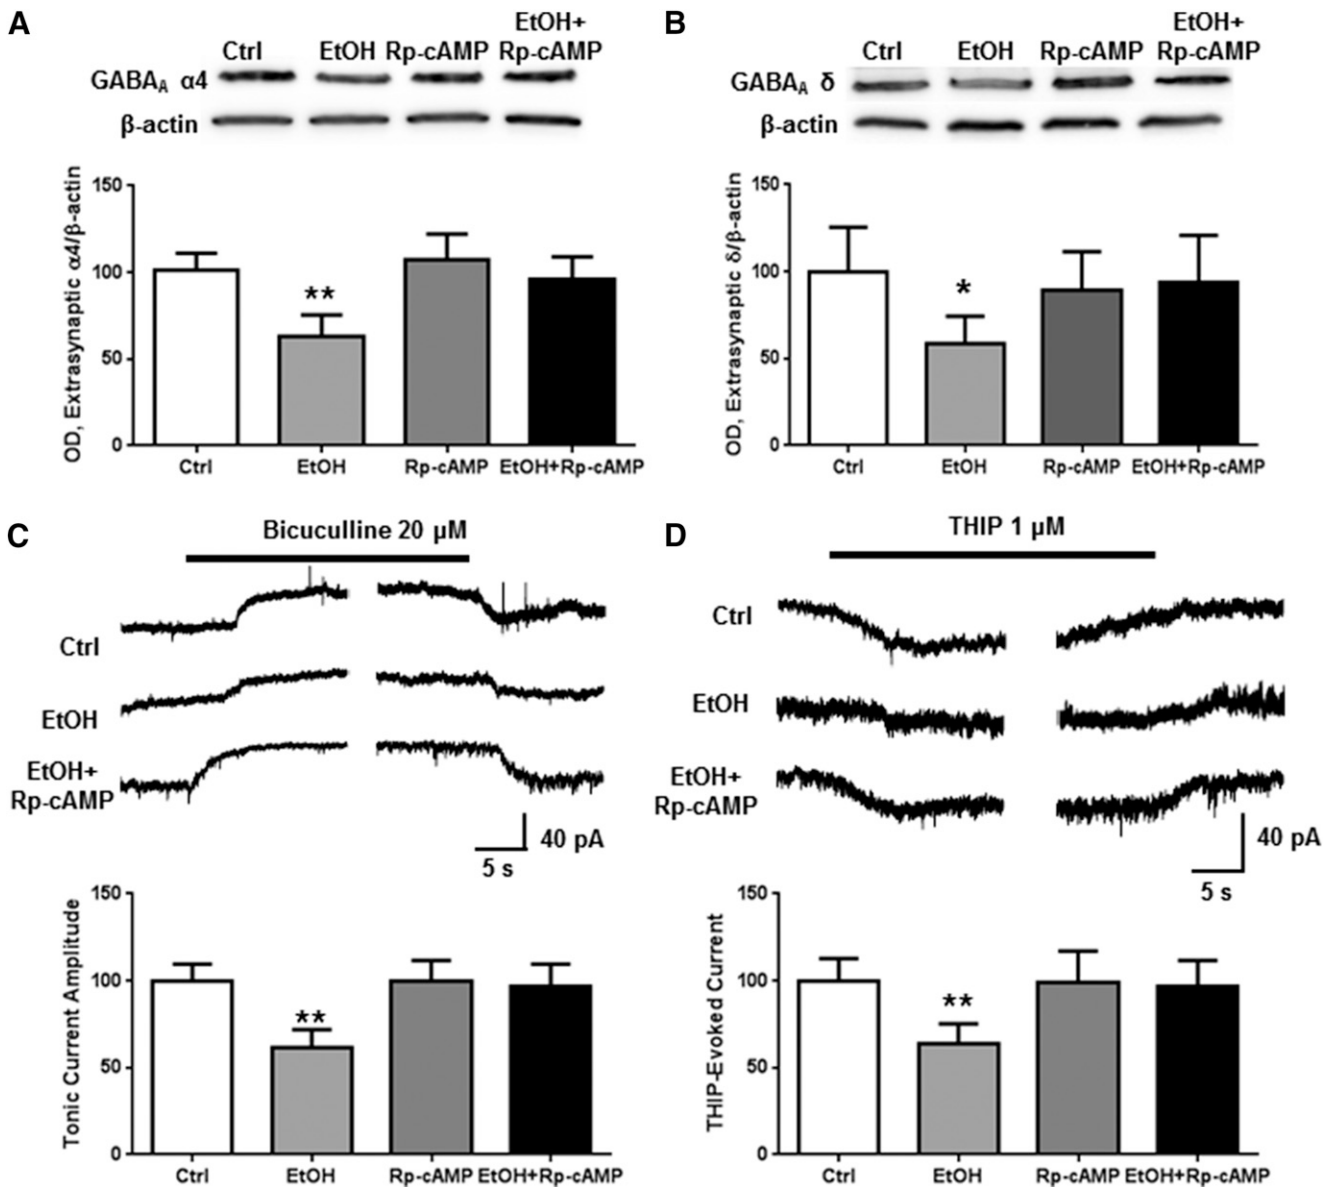 A
Ctrl EtOH Rp-cAMP EtOH+
Rp-cAMP
GABAA α4
β-actin
OD, Extrasynaptic α4/β-actin
150
100
50
0
**
Ctrl EtOH Rp-cAMP EtOH+Rp-cAMP
B
Ctrl EtOH Rp-cAMP EtOH+
Rp-cAMP
GABAA δ
β-actin
OD, Extrasynaptic δ/β-actin
150
100
50
0
*
Ctrl EtOH Rp-cAMP EtOH+Rp-cAMP
C
Bicuculline 20 µM
Ctrl
EtOH
EtOH+
Rp-cAMP
40 pA
5 s
Tonic Current Amplitude
150
100
50
0
**
Ctrl EtOH Rp-cAMP EtOH+Rp-cAMP
D
THIP 1 µM
Ctrl
EtOH
EtOH+
Rp-cAMP
40 pA
5 s
THIP-Evoked Current
150
100
50
0
**
Ctrl EtOH Rp-cAMP EtOH+Rp-cAMP